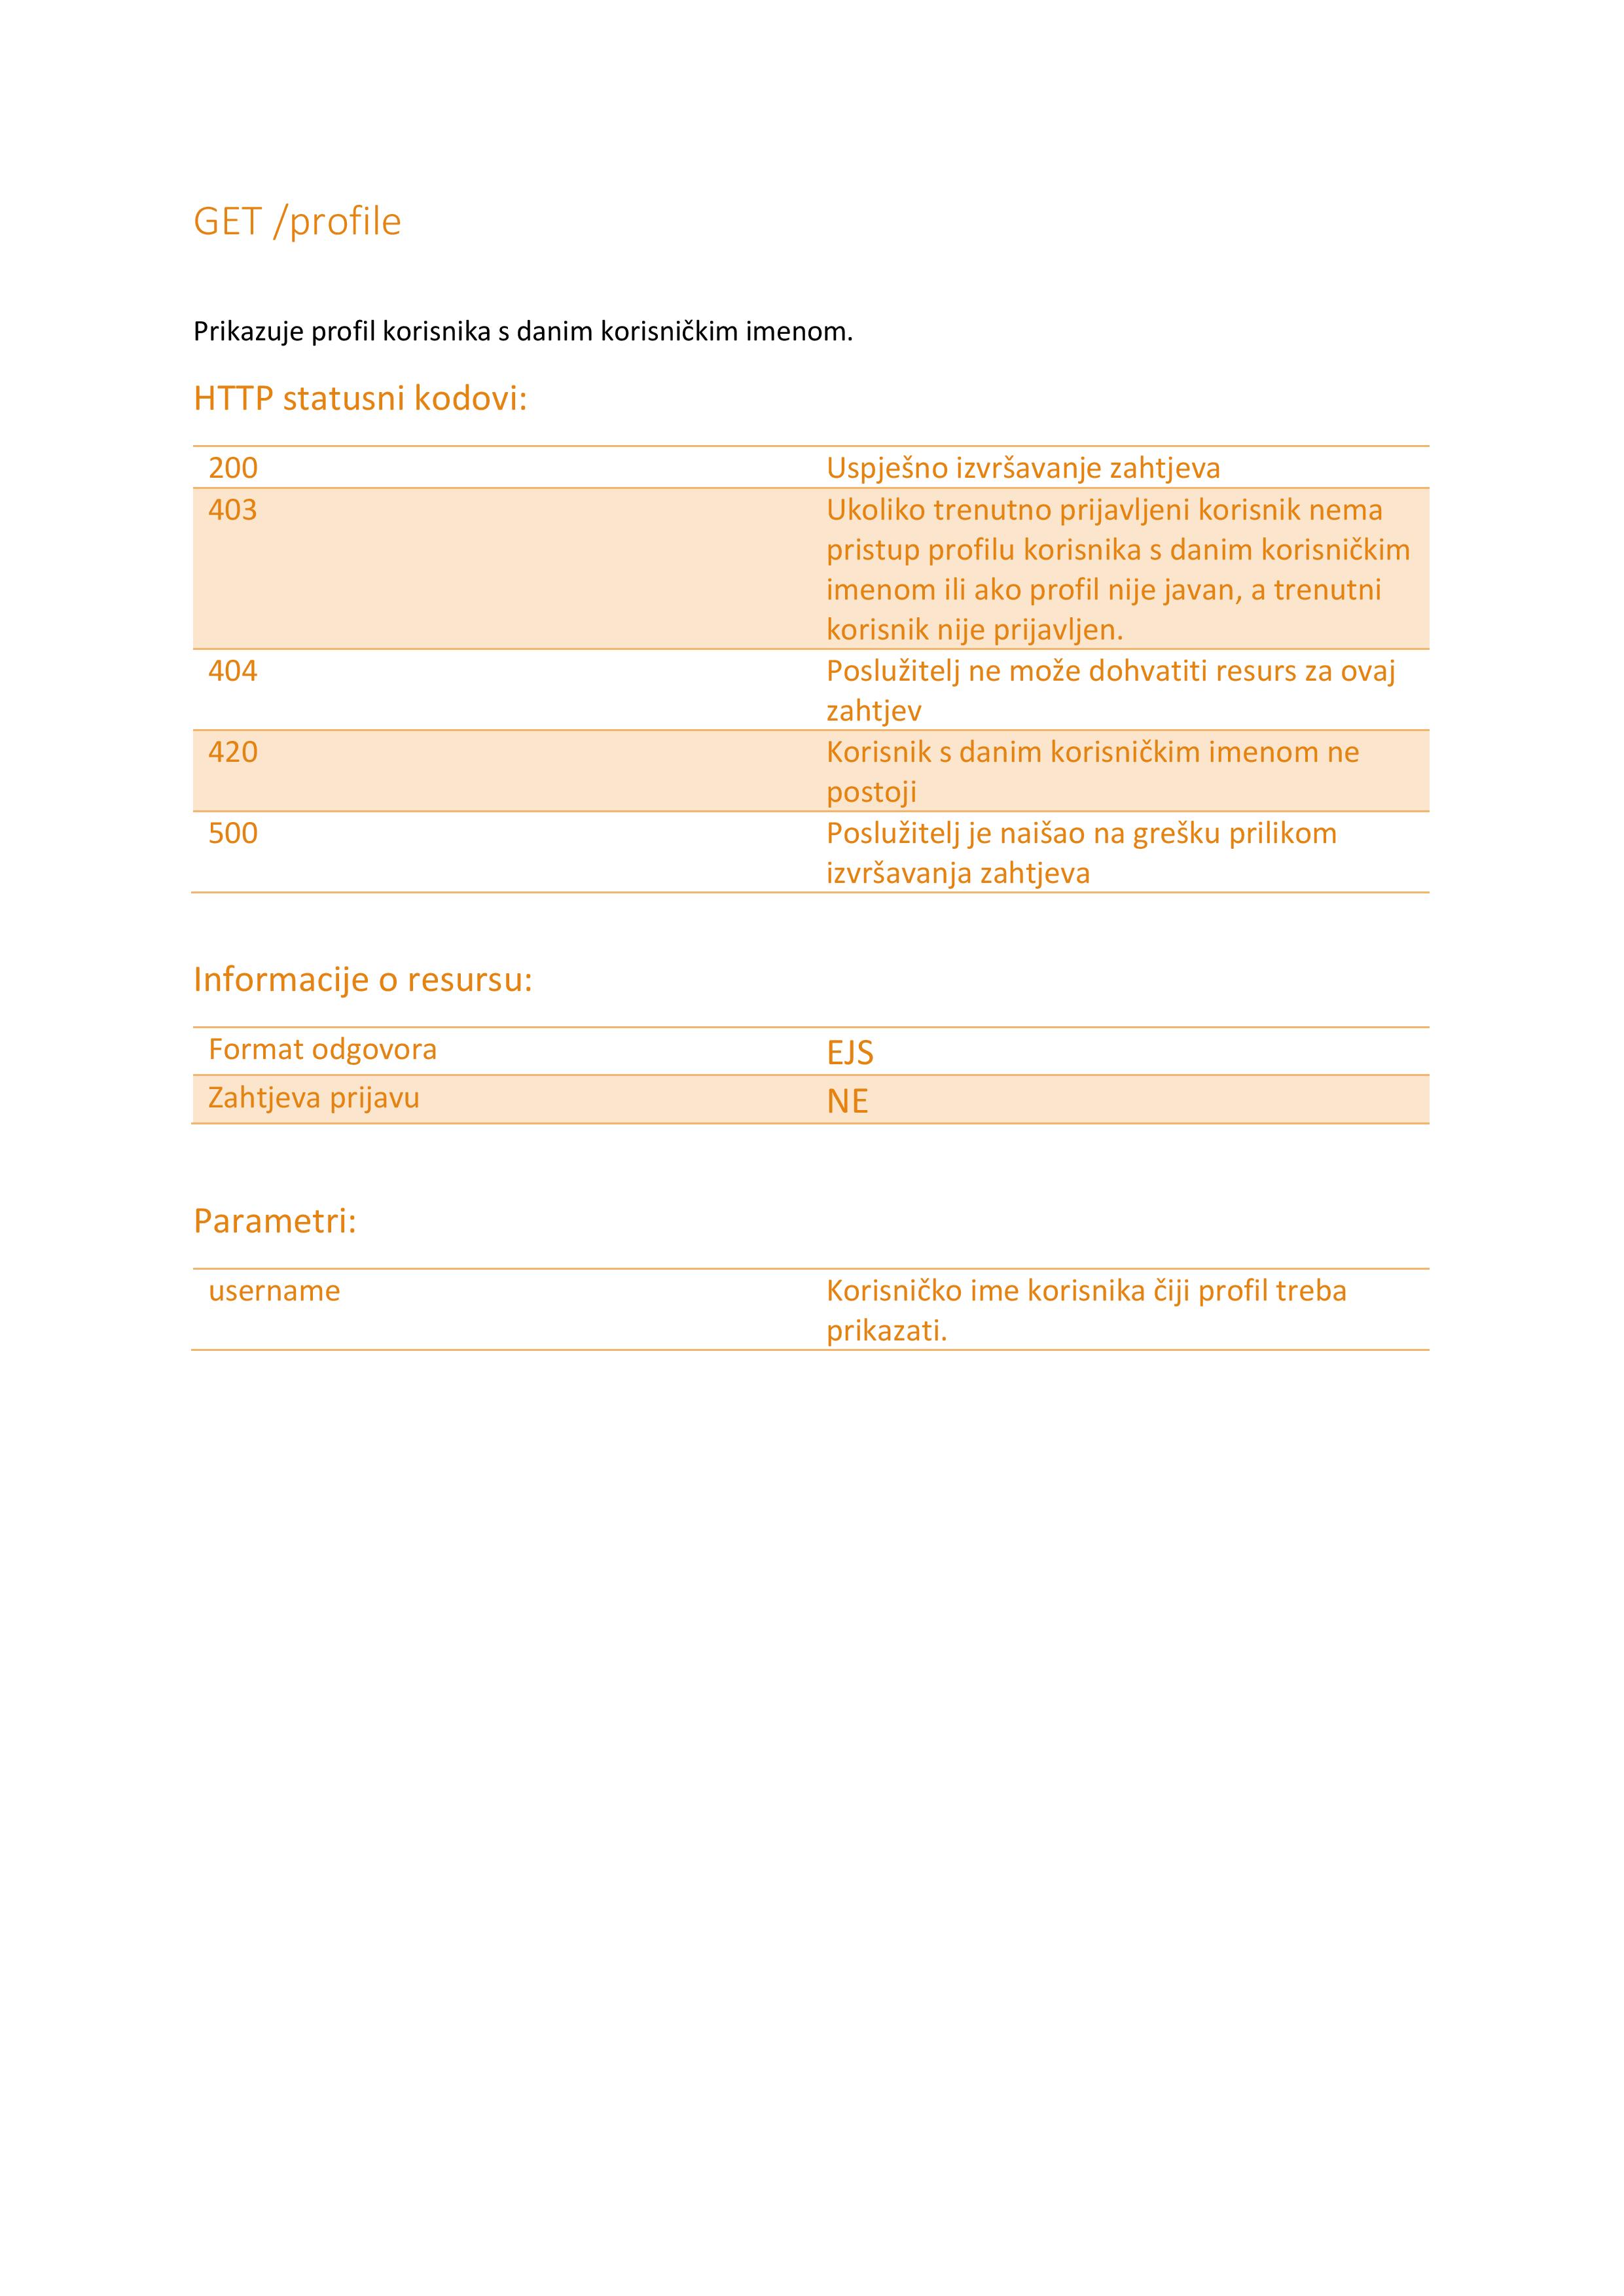 GET /profile
Prikazuje profil korisnika s danim korisničkim imenom.
HTTP statusni kodovi:
200 Uspješno izvršavanje zahtjeva
403 Ukoliko trenutno prijavljeni korisnik nema
pristup profilu korisnika s danim korisničkim
imenom ili ako profil nije javan, a trenutni
korisnik nije prijavljen.
404 Poslužitelj ne može dohvatiti resurs za ovaj
zahtjev
420 Korisnik s danim korisničkim imenom ne
postoji
500 Poslužitelj je naišao na grešku prilikom
izvršavanja zahtjeva
Informacije o resursu:
Format odgovora EJS
Zahtjeva prijavu NE
Parametri:
username Korisničko ime korisnika čiji profil treba
prikazati.